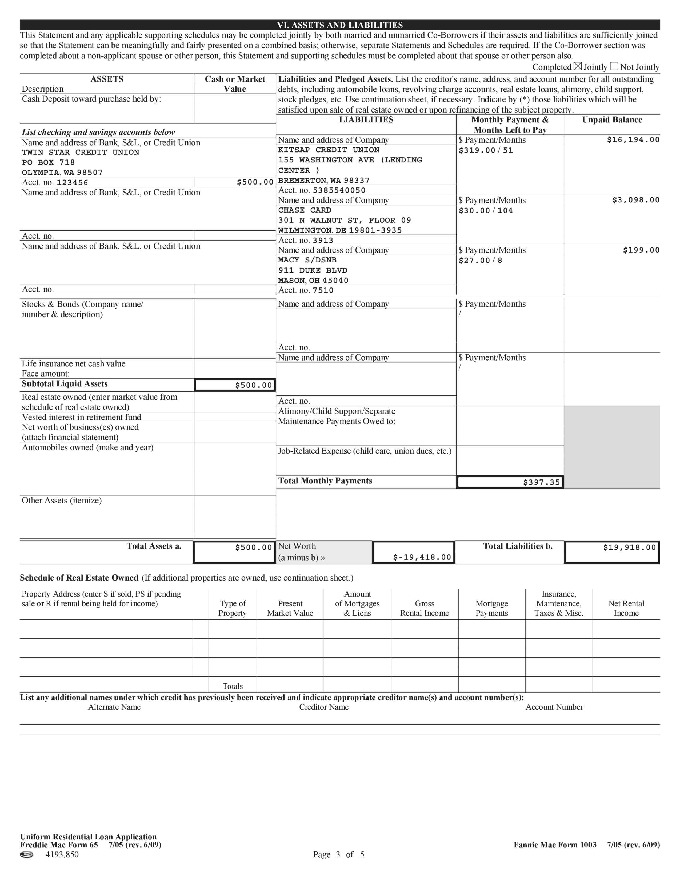 VI. ASSETS AND LIABILITIES
This Statement and any applicable supporting schedules may be completed jointly by both married and unmarried Co-Borrowers if their assets and liabilities are sufficiently joined
so that the Statement can be meaningfully and fairly presented on a combined basis; otherwise, separate Statements and Schedules are required. If the Co-Borrower section was
completed about a non-applicant spouse or other person, this Statement and supporting schedules must be completed about that spouse or other person also.
Completed ☒ Jointly ☐ Not Jointly
ASSETS
Description
Cash or Market
Value
Cash Deposit toward purchase held by:
List checking and savings accounts below
Name and address of Bank, S&L, or Credit Union
TWIN STAR CREDIT UNION
PO BOX 718
OLYMPIA, WA 98507
Acct. no. 123456
$500.00
Name and address of Bank, S&L, or Credit Union
Acct. no.
Name and address of Bank, S&L, or Credit Union
Acct. no.
Stocks & Bonds (Company name/
number & description)
Life insurance net cash value
Face amount:
Subtotal Liquid Assets
$500.00
Real estate owned (enter market value from
schedule of real estate owned)
Vested interest in retirement fund
Net worth of business(es) owned
(attach financial statement)
Automobiles owned (make and year)
Other Assets (itemize)
Total Assets a.
$500.00
Liabilities and Pledged Assets. List the creditor's name, address, and account number for all outstanding
debts, including automobile loans, revolving charge accounts, real estate loans, alimony, child support,
stock pledges, etc. Use continuation sheet, if necessary. Indicate by (*) those liabilities which will be
satisfied upon sale of real estate owned or upon refinancing of the subject property.
LIABILITIES
Monthly Payment &
Months Left to Pay
Unpaid Balance
Name and address of Company
KITSAP CREDIT UNION
155 WASHINGTON AVE (LENDING
CENTER )
BREMERTON, WA 98337
Acct. no. 5385540050
$ Payment/Months
$319.00 / 51
$16,194.00
Name and address of Company
CHASE CARD
301 N WALNUT ST, FLOOR 09
WILMINGTON, DE 19801-3935
Acct. no. 3913
$ Payment/Months
$30.00 / 104
$3,098.00
Name and address of Company
MACY S/DSNB
911 DUKE BLVD
MASON, OH 45040
Acct. no. 7510
$ Payment/Months
$27.00 / 8
$199.00
Name and address of Company
Acct. no.
$ Payment/Months
/
Name and address of Company
Acct. no.
$ Payment/Months
/
Alimony/Child Support/Separate
Maintenance Payments Owed to:
Job-Related Expense (child care, union dues, etc.)
Total Monthly Payments
$397.35
Net Worth
(a minus b) »
$-19,418.00
Total Liabilities b.
$19,918.00
Schedule of Real Estate Owned (If additional properties are owned, use continuation sheet.)
Property Address (enter S if sold, PS if pending
sale or R if rental being held for income)
Type of
Property
Present
Market Value
Amount
of Mortgages
& Liens
Gross
Rental Income
Mortgage
Payments
Insurance,
Maintenance,
Taxes & Misc.
Net Rental
Income
Totals
List any additional names under which credit has previously been received and indicate appropriate creditor name(s) and account number(s):
Alternate Name
Creditor Name
Account Number
Uniform Residential Loan Application
Freddie Mac Form 65 7/05 (rev. 6/09)
4193,850
Page 3 of 5
Fannie Mae Form 1003 7/05 (rev. 6/09)